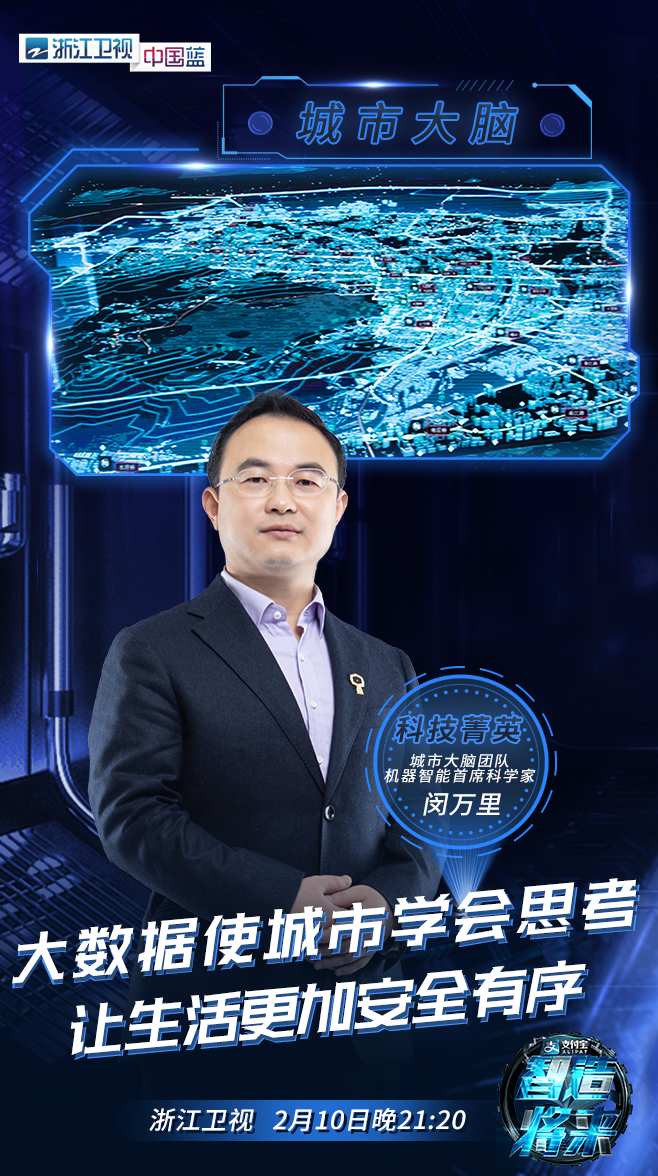 浙江卫视
中国蓝
城市大脑
科技菁英
城市大脑团队
机器智能首席科学家
闵万里
大数据使城市学会思考
让生活更加安全有序
支付宝
ALIPAY
智造将来
浙江卫视 2月10日晚21:20